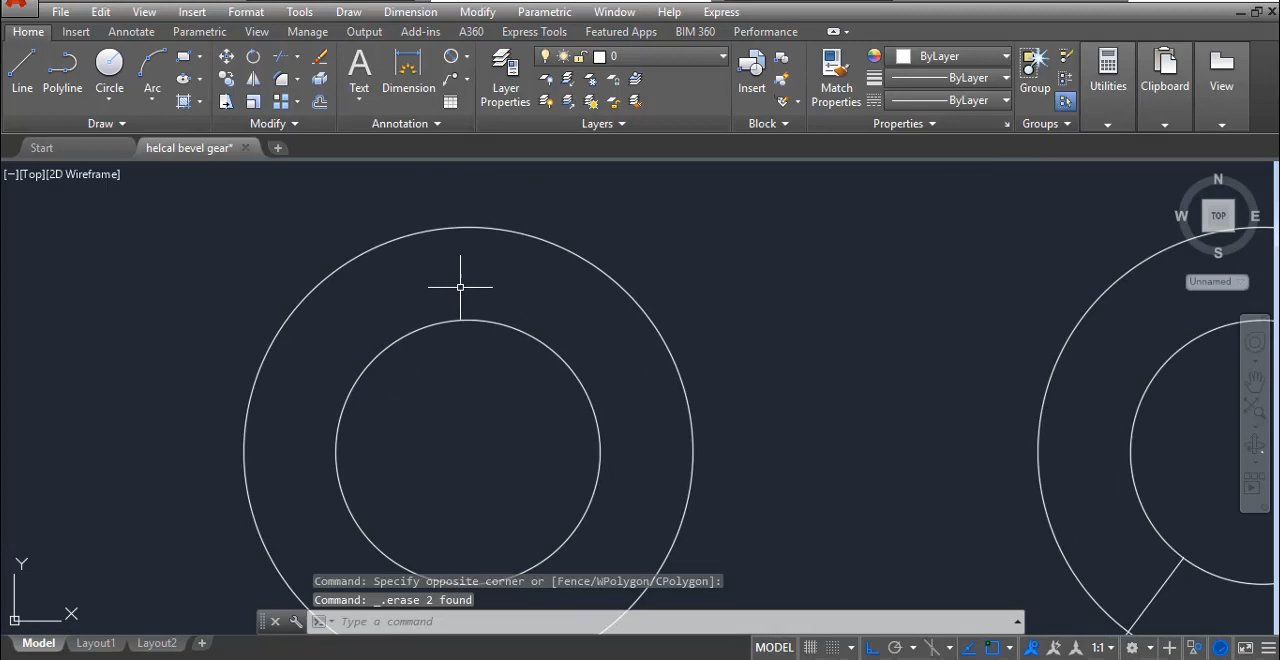 File Edit View Insert Format Tools Draw Dimension Modify Parametric Window Help Express
Home Insert Annotate Parametric View Manage Output Add-ins A360 Express Tools Featured Apps BIM 360 Performance
Line Polyline Circle Arc Text Dimension Layer Properties 0 Insert Match Properties ByLayer Group Utilities Clipboard View
ByLayer
ByLayer
Draw Modify Annotation Layers Block Properties Groups
Start helcal bevel gear* +
[−][Top][2D Wireframe]
N
W TOP E
S
Unnamed
Y
X
Command: Specify opposite corner or [Fence/WPolygon/CPolygon]:
Command: _.erase 2 found
Type a command
Model Layout1 Layout2 + MODEL 1:1